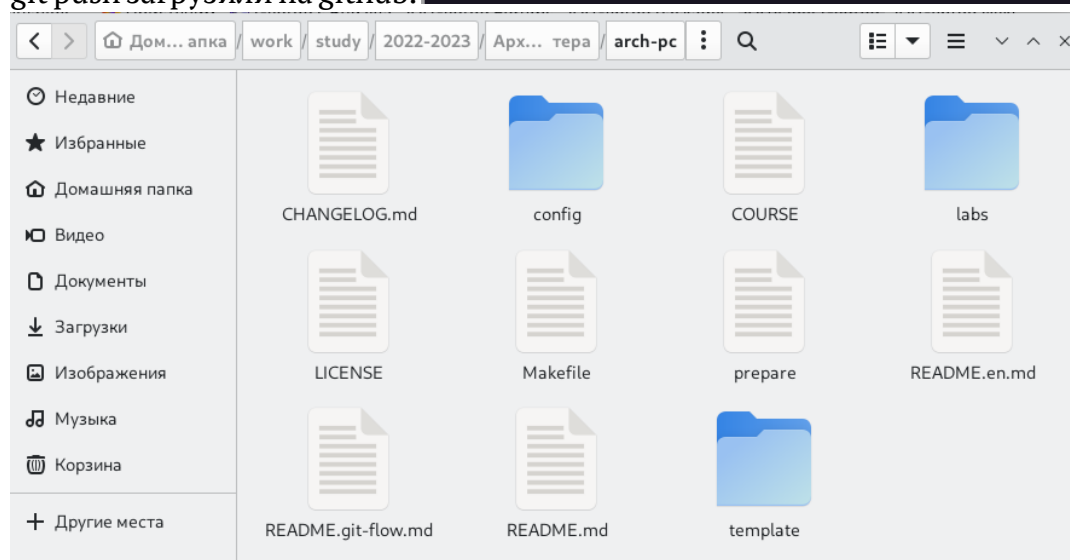 git push загрузили на github.
Дом... апка / work / study / 2022-2023 / Арх... тера / arch-pc
Недавние
Избранные
Домашняя папка
Видео
Документы
Загрузки
Изображения
Музыка
Корзина
Другие места
CHANGELOG.md config COURSE labs
LICENSE Makefile prepare README.en.md
README.git-flow.md README.md template